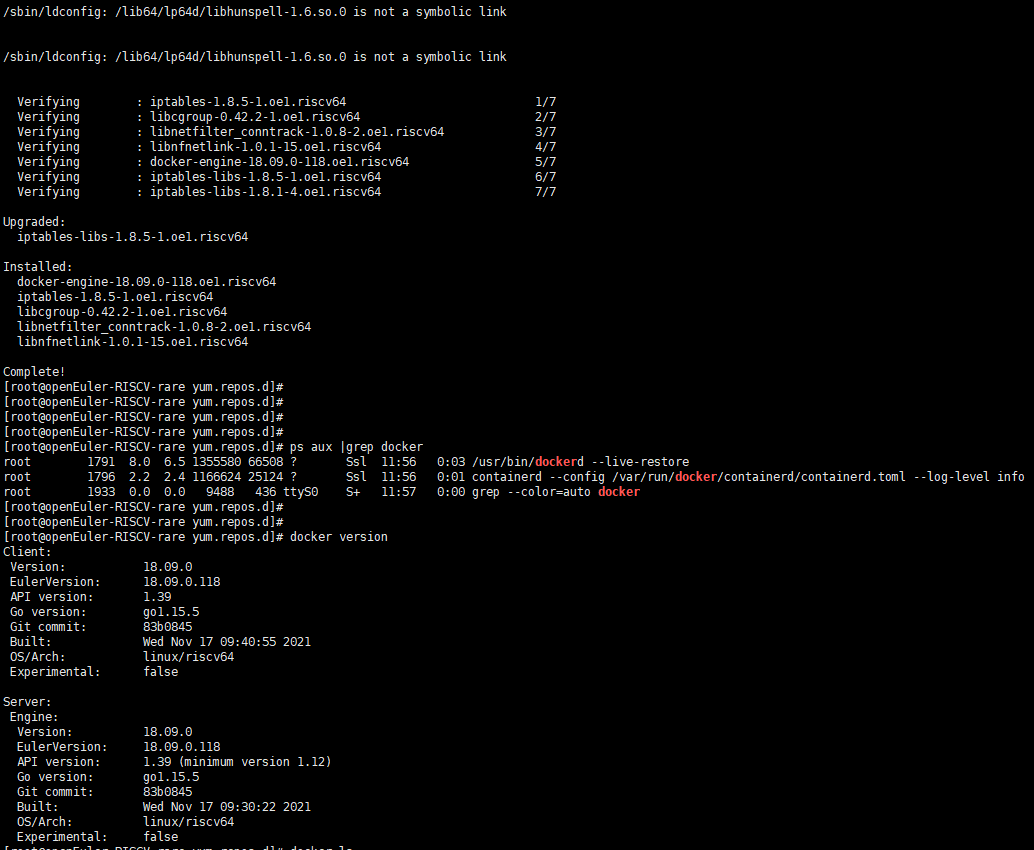 /sbin/ldconfig: /lib64/lp64d/libhunspell-1.6.so.0 is not a symbolic link
/sbin/ldconfig: /lib64/lp64d/libhunspell-1.6.so.0 is not a symbolic link
Verifying : iptables-1.8.5-1.oe1.riscv64 1/7
Verifying : libcgroup-0.42.2-1.oe1.riscv64 2/7
Verifying : libnetfilter_conntrack-1.0.8-2.oe1.riscv64 3/7
Verifying : libnfnetlink-1.0.1-15.oe1.riscv64 4/7
Verifying : docker-engine-18.09.0-118.oe1.riscv64 5/7
Verifying : iptables-libs-1.8.5-1.oe1.riscv64 6/7
Verifying : iptables-libs-1.8.1-4.oe1.riscv64 7/7
Upgraded:
iptables-libs-1.8.5-1.oe1.riscv64
Installed:
docker-engine-18.09.0-118.oe1.riscv64
iptables-1.8.5-1.oe1.riscv64
libcgroup-0.42.2-1.oe1.riscv64
libnetfilter_conntrack-1.0.8-2.oe1.riscv64
libnfnetlink-1.0.1-15.oe1.riscv64
Complete!
[root@openEuler-RISCV-rare yum.repos.d]#
[root@openEuler-RISCV-rare yum.repos.d]#
[root@openEuler-RISCV-rare yum.repos.d]#
[root@openEuler-RISCV-rare yum.repos.d]#
[root@openEuler-RISCV-rare yum.repos.d]# ps aux |grep docker
root 1791 8.0 6.5 1355580 66508 ? Ssl 11:56 0:03 /usr/bin/dockerd --live-restore
root 1796 2.2 2.4 1166624 25124 ? Ssl 11:56 0:01 containerd --config /var/run/docker/containerd/containerd.toml --log-level info
root 1933 0.0 0.0 9488 436 ttyS0 S+ 11:57 0:00 grep --color=auto docker
[root@openEuler-RISCV-rare yum.repos.d]#
[root@openEuler-RISCV-rare yum.repos.d]#
[root@openEuler-RISCV-rare yum.repos.d]# docker version
Client:
Version: 18.09.0
EulerVersion: 18.09.0.118
API version: 1.39
Go version: go1.15.5
Git commit: 83b0845
Built: Wed Nov 17 09:40:55 2021
OS/Arch: linux/riscv64
Experimental: false
Server:
Engine:
Version: 18.09.0
EulerVersion: 18.09.0.118
API version: 1.39 (minimum version 1.12)
Go version: go1.15.5
Git commit: 83b0845
Built: Wed Nov 17 09:30:22 2021
OS/Arch: linux/riscv64
Experimental: false
[root@openEuler-RISCV-rare yum.repos.d]# docker